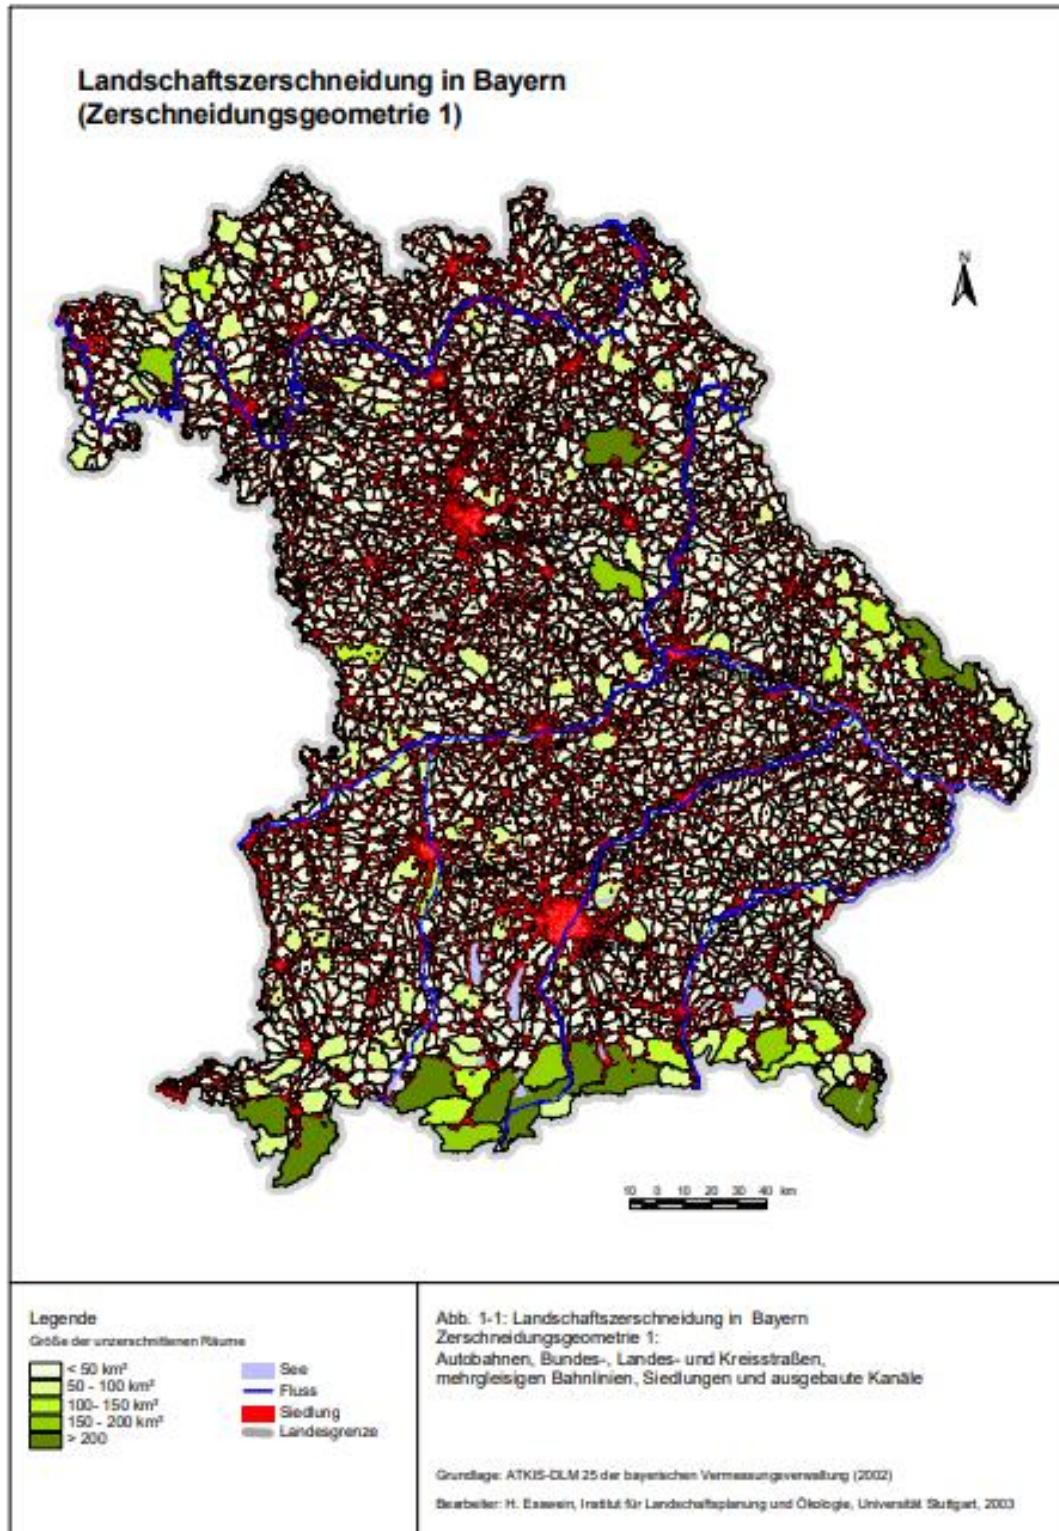 Landschaftszerschneidung in Bayern
(Zerschneidungsgeometrie 1)
N
10 0 10 20 30 40 km
Legende
Größe der unzerschnittenen Räume
< 50 km²
50 - 100 km²
100- 150 km²
150 - 200 km²
> 200
See
Fluss
Siedlung
Landesgrenze
Abb. 1-1: Landschaftszerschneidung in Bayern
Zerschneidungsgeometrie 1:
Autobahnen, Bundes-, Landes- und Kreisstraßen,
mehrgleisigen Bahnlinien, Siedlungen und ausgebaute Kanäle
Grundlage: ATKIS-DLM 25 der bayerischen Vermessungsverwaltung (2002)
Bearbeiter: H. Esswein, Institut für Landschaftsplanung und Ökologie, Universität Stuttgart, 2003